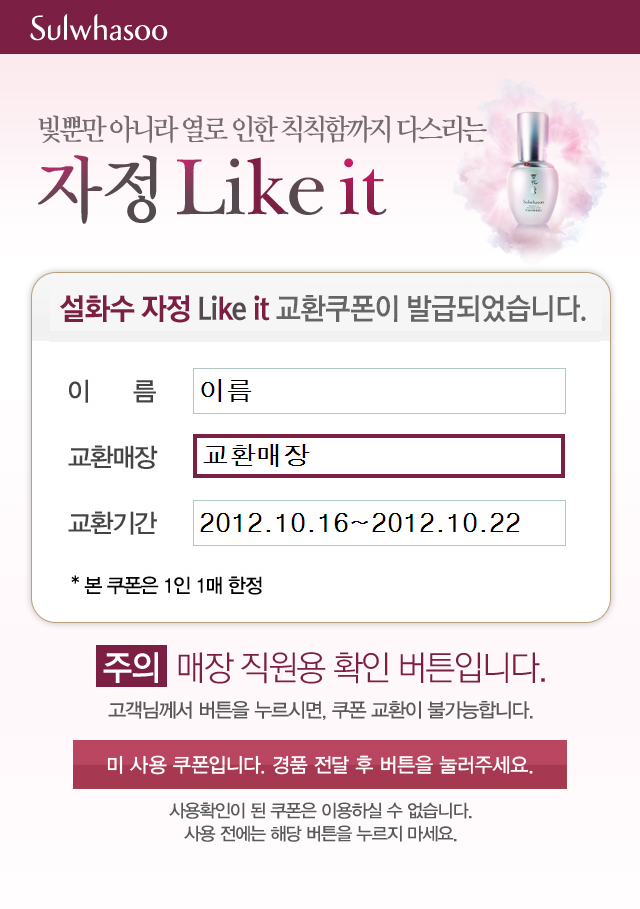 Sulwhasoo
빛뿐만 아니라 열로 인한 칙칙함까지 다스리는
자정 Like it
Sulwhasoo
설화수 자정 Like it 교환쿠폰이 발급되었습니다.
이 름 이름
교환매장 교환매장
교환기간 2012.10.16~2012.10.22
* 본 쿠폰은 1인 1매 한정
주의 매장 직원용 확인 버튼입니다.
고객님께서 버튼을 누르시면, 쿠폰 교환이 불가능합니다.
미 사용 쿠폰입니다. 경품 전달 후 버튼을 눌러주세요.
사용확인이 된 쿠폰은 이용하실 수 없습니다.
사용 전에는 해당 버튼을 누르지 마세요.